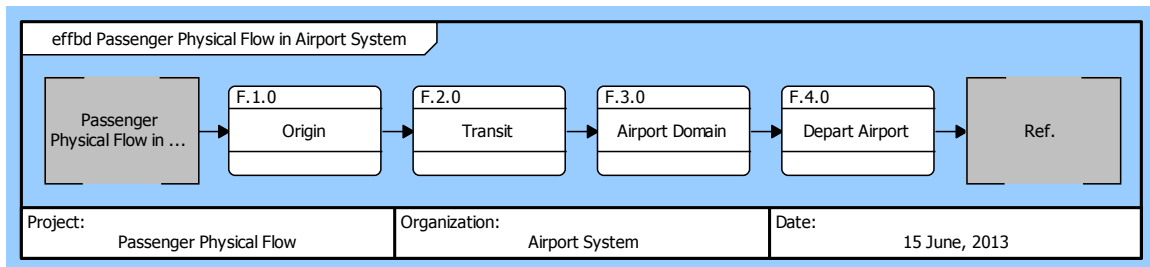 effbd Passenger Physical Flow in Airport System
Passenger
Physical Flow in ...
F.1.0
Origin
F.2.0
Transit
F.3.0
Airport Domain
F.4.0
Depart Airport
Ref.
Project:
Passenger Physical Flow
Organization:
Airport System
Date:
15 June, 2013